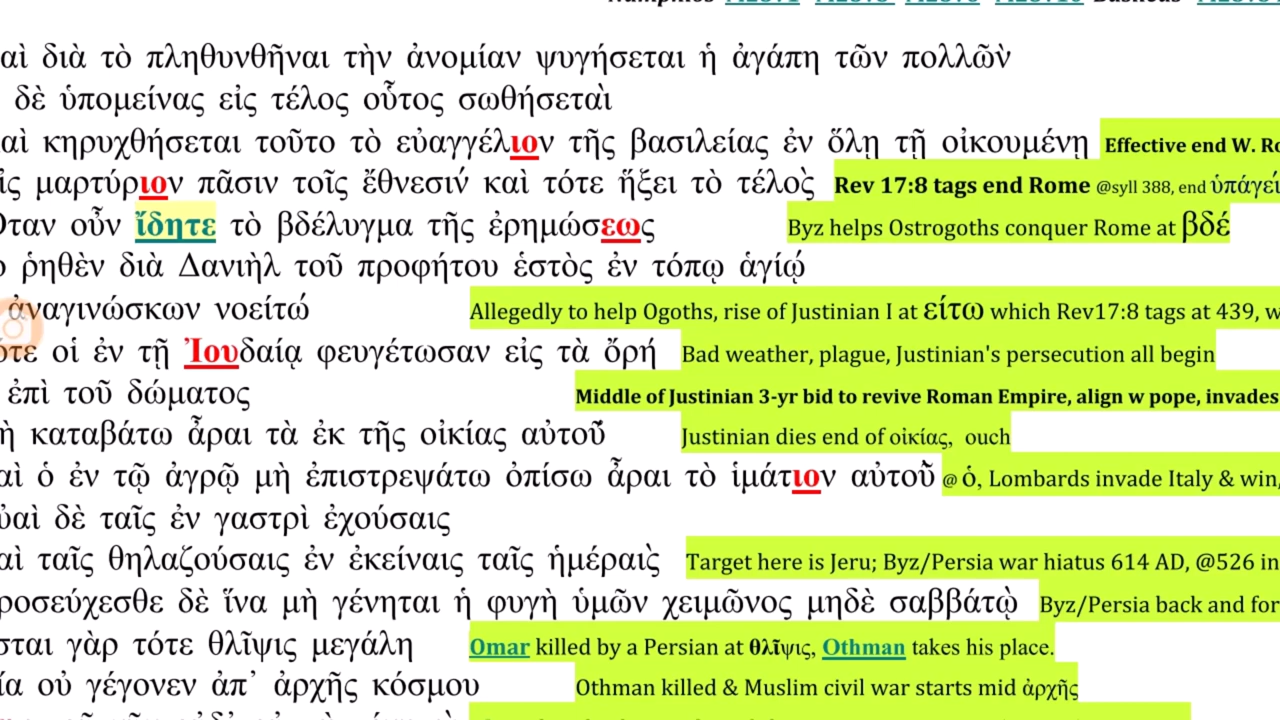 αὶ διὰ τὸ πληθυνθῆναι τὴν ἀνομίαν ψυγήσεται ἡ ἀγάπη τῶν πολλῶν̀
δὲ ὑπομείνας εἰς τέλος οὗτος σωθήσεταὶ
αὶ κηρυχθήσεται τοῦτο τὸ εὐαγγέλιον τῆς βασιλείας ἐν ὅλῃ τῇ οἰκουμένῃ Effective end W. Ro
ἰς μαρτύριον πᾶσιν τοῖς ἔθνεσιν́ καὶ τότε ἥξει τὸ τέλος̀ Rev 17:8 tags end Rome @syll 388, end ὑπάγεί
Ὅταν οὖν ἴδητε τὸ βδέλυγμα τῆς ἐρημώσεως Byz helps Ostrogoths conquer Rome at βδέ
ὸ ῥηθὲν διὰ Δανιὴλ τοῦ προφήτου ἑστὸς ἐν τόπῳ ἁγίῴ
ἀναγινώσκων νοείτώ Allegedly to help Ogoths, rise of Justinian I at είτω which Rev17:8 tags at 439, w
ότε οἱ ἐν τῇ Ἰουδαίᾳ φευγέτωσαν εἰς τὰ ὄρή Bad weather, plague, Justinian's persecution all begin
ἐπὶ τοῦ δώματος Middle of Justinian 3-yr bid to revive Roman Empire, align w pope, invades
ὴ καταβάτω ἆραι τὰ ἐκ τῆς οἰκίας αὐτοῦ̋ Justinian dies end of οἰκίας, ouch
αὶ ὁ ἐν τῷ ἀγρῷ μὴ ἐπιστρεψάτω ὀπίσω ἆραι τὸ ἱμάτιον αὐτοῦ̀ @ ὁ, Lombards invade Italy & win,
ὐαὶ δὲ ταῖς ἐν γαστρὶ ἐχούσαις
αὶ ταῖς θηλαζούσαις ἐν ἐκείναις ταῖς ἡμέραις̀ Target here is Jeru; Byz/Persia war hiatus 614 AD, @526 in
ροσεύχεσθε δὲ ἵνα μὴ γένηται ἡ φυγὴ ὑμῶν χειμῶνος μηδὲ σαββάτῲ Byz/Persia back and for
σται γὰρ τότε θλῖψις μεγάλη Omar killed by a Persian at θλῖψις, Othman takes his place.
ία οὐ γέγονεν ἀπ᾽ ἀρχῆς κόσμου Othman killed & Muslim civil war starts mid ἀρχῆς